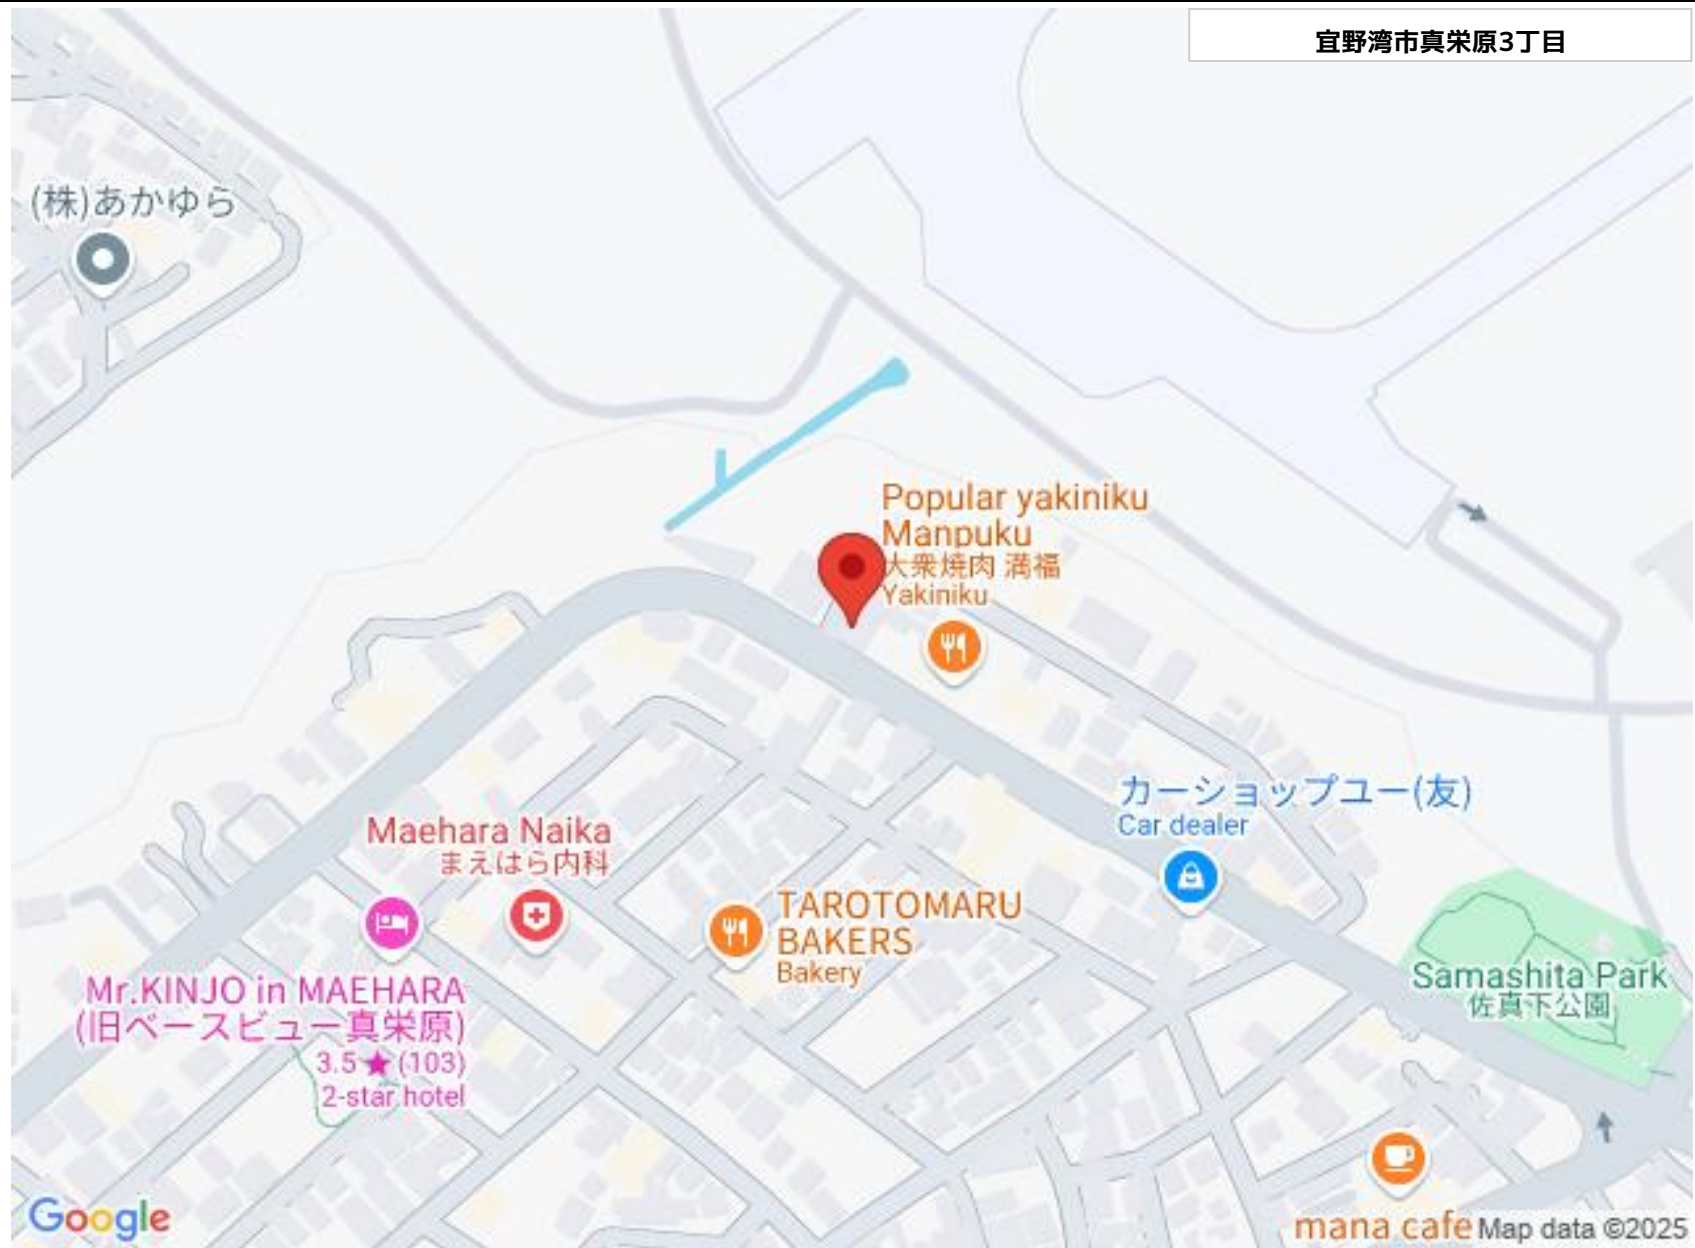 宜野湾市真栄原3丁目
(株)あかゆら
Popular yakiniku
Manpuku
大衆焼肉 満福
Yakiniku
カーショップユー(友)
Car dealer
Maehara Naika
まえはら内科
TAROTOMARU
BAKERS
Bakery
Samashita Park
佐真下公園
Mr.KINJO in MAEHARA
(旧ベースビュー真栄原)
3.5★(103)
2-star hotel
mana cafe
Google
Map data ©2025